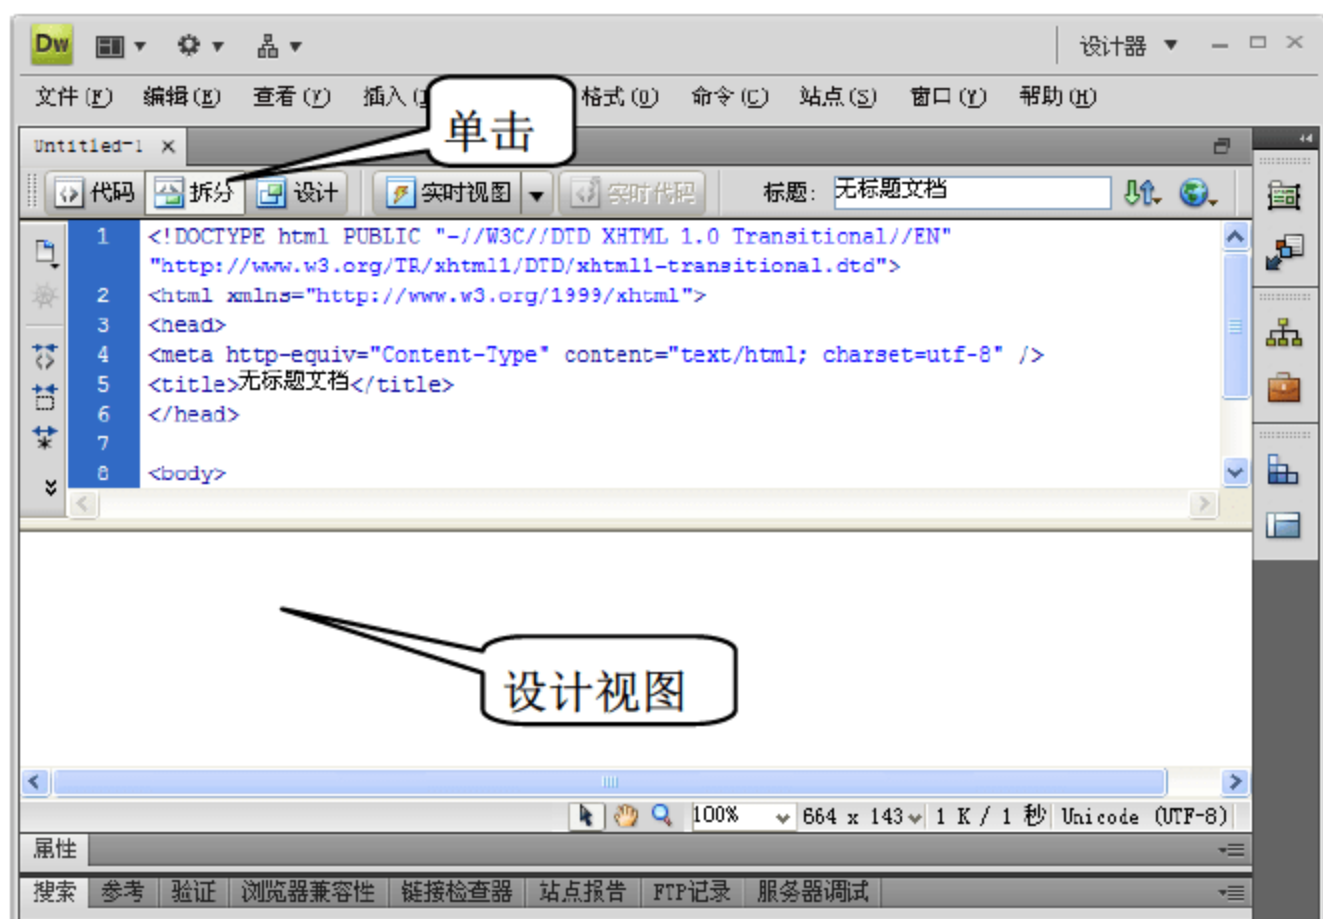 Dw 设计器
文件(F) 编辑(E) 查看(V) 插入 格式(O) 命令(C) 站点(S) 窗口(W) 帮助(H)
单击
Untitled-1
代码 拆分 设计 实时视图 实时代码 标题: 无标题文档
1 <!DOCTYPE html PUBLIC "-//W3C//DTD XHTML 1.0 Transitional//EN"
"http://www.w3.org/TR/xhtml1/DTD/xhtml1-transitional.dtd">
2 <html xmlns="http://www.w3.org/1999/xhtml">
3 <head>
4 <meta http-equiv="Content-Type" content="text/html; charset=utf-8" />
5 <title>无标题文档</title>
6 </head>
7
8 <body>
设计视图
100% 664 x 143 1 K / 1 秒 Unicode (UTF-8)
属性
搜索 参考 验证 浏览器兼容性 链接检查器 站点报告 FTP记录 服务器调试